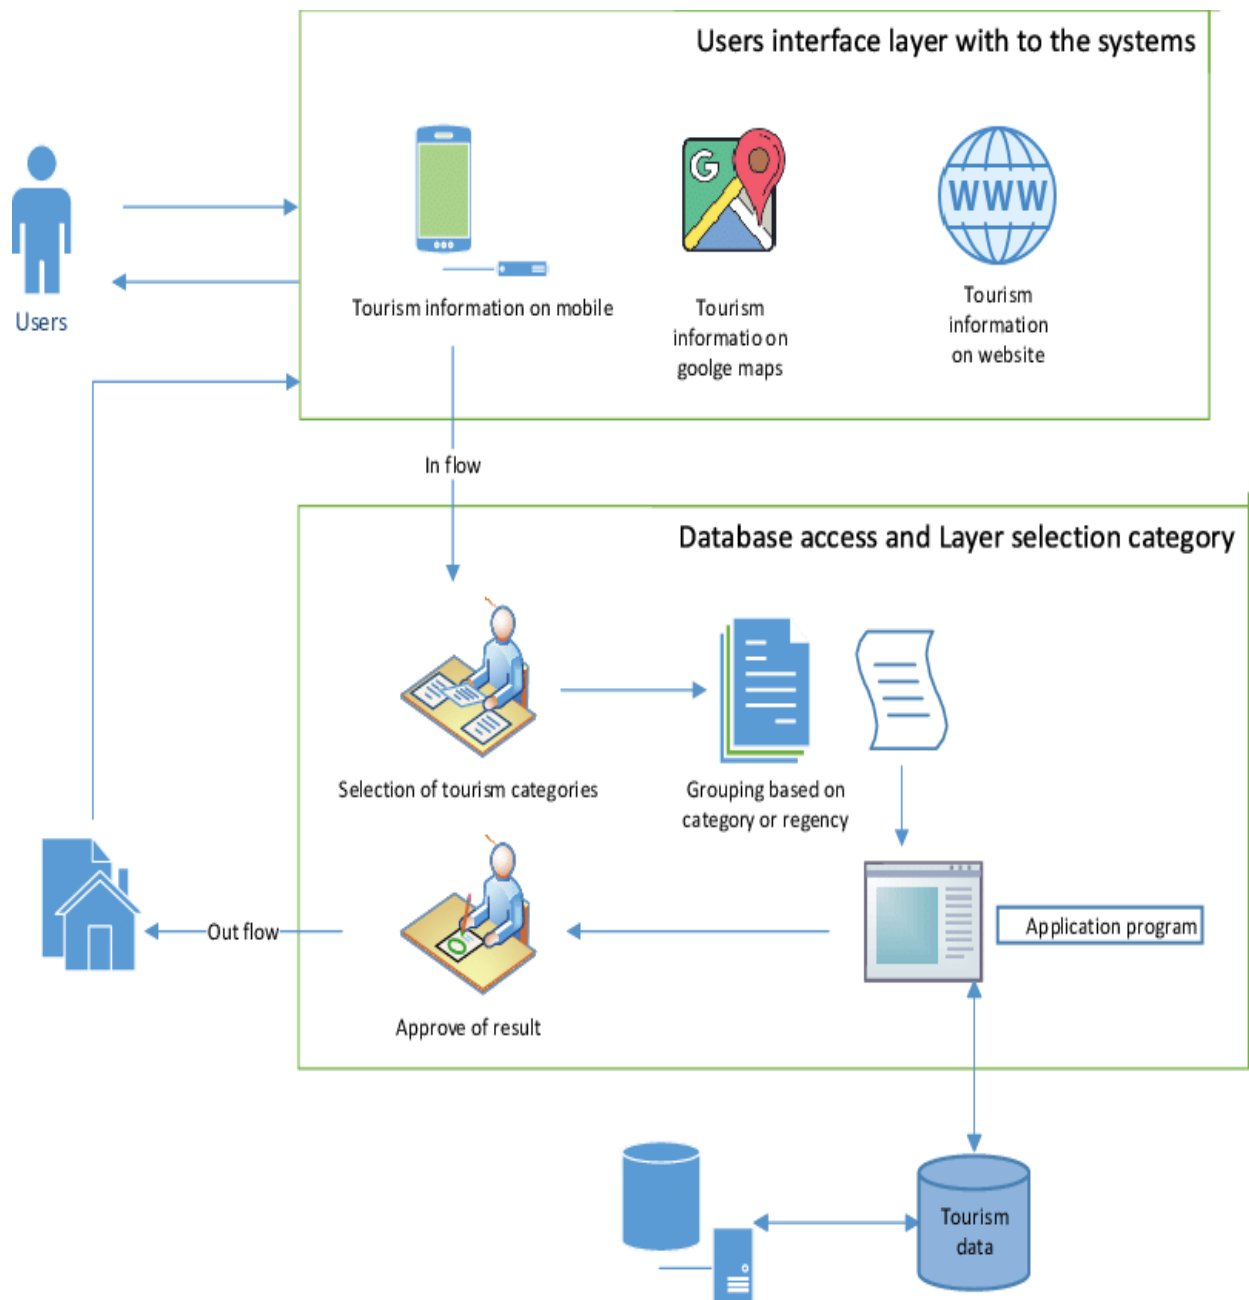 Users interface layer with to the systems
G
WWW
Users
Tourism information on mobile
Tourism
informatio on
goolge maps
Tourism
information
on website
In flow
Database access and Layer selection category
Selection of tourism categories
Grouping based on
category or regency
Application program
Out flow
Approve of result
Tourism
data